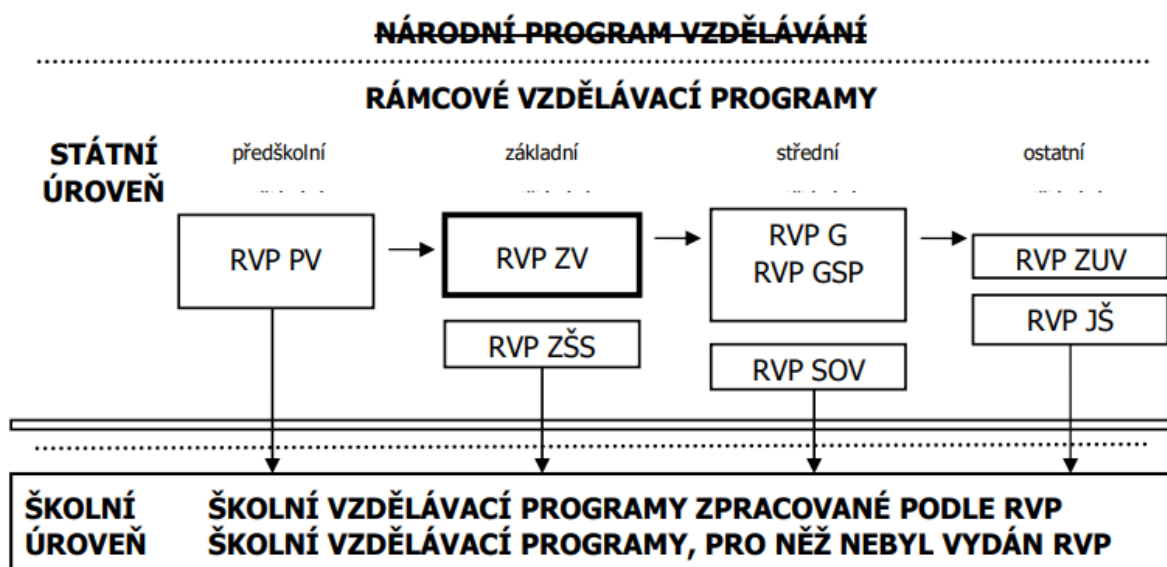 NÁRODNÍ PROGRAM VZDĚLÁVÁNÍ
RÁMCOVÉ VZDĚLÁVACÍ PROGRAMY
STÁTNÍ
ÚROVEŇ
předškolní
základní
střední
ostatní
RVP PV
RVP ZV
RVP G
RVP GSP
RVP ZUV
RVP ZŠS
RVP SOV
RVP JŠ
ŠKOLNÍ ŠKOLNÍ VZDĚLÁVACÍ PROGRAMY ZPRACOVANÉ PODLE RVP
ÚROVEŇ ŠKOLNÍ VZDĚLÁVACÍ PROGRAMY, PRO NĚŽ NEBYL VYDÁN RVP